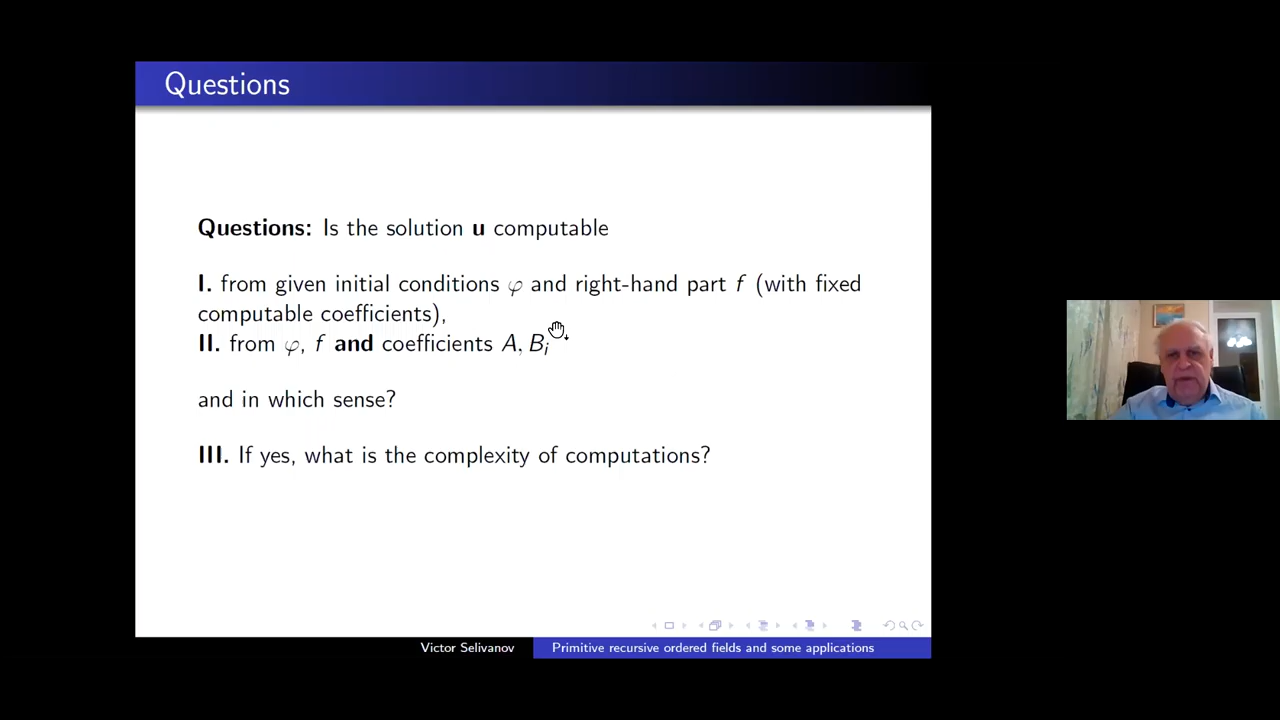 Questions
Questions: Is the solution u computable
I. from given initial conditions φ and right-hand part f (with fixed
computable coefficients),
II. from φ, f and coefficients A, Bᵢ
and in which sense?
III. If yes, what is the complexity of computations?
Victor Selivanov
Primitive recursive ordered fields and some applications